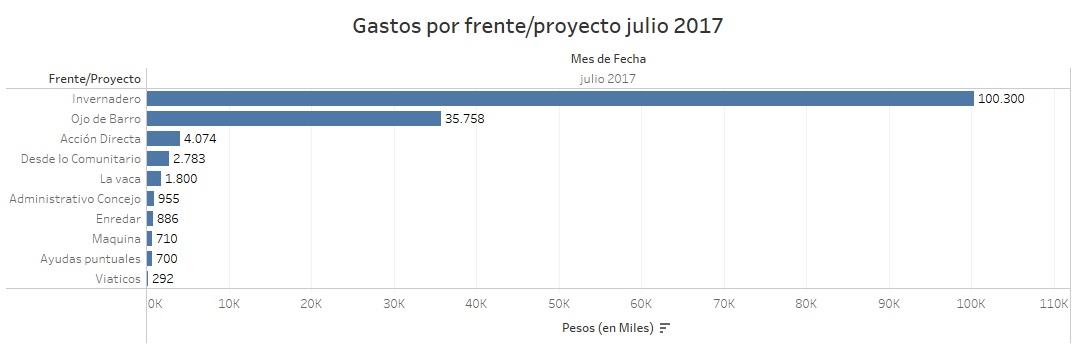 Gastos por frente/proyecto julio 2017
Mes de Fecha
Frente/Proyecto julio 2017
Invernadero 100.300
Ojo de Barro 35.758
Acción Directa 4.074
Desde lo Comunitario 2.783
La vaca 1.800
Administrativo Concejo 955
Enredar 886
Maquina 710
Ayudas puntuales 700
Viaticos 292
0K 10K 20K 30K 40K 50K 60K 70K 80K 90K 100K 110K
Pesos (en Miles)